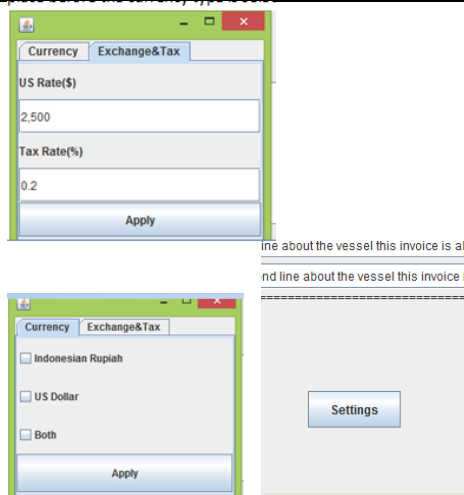 Currency Exchange&Tax
US Rate($)
2,500
Tax Rate(%)
0.2
Apply
ine about the vessel this invoice is al
nd line about the vessel this invoice
Currency Exchange&Tax
Indonesian Rupiah
US Dollar
Both
Apply
Settings